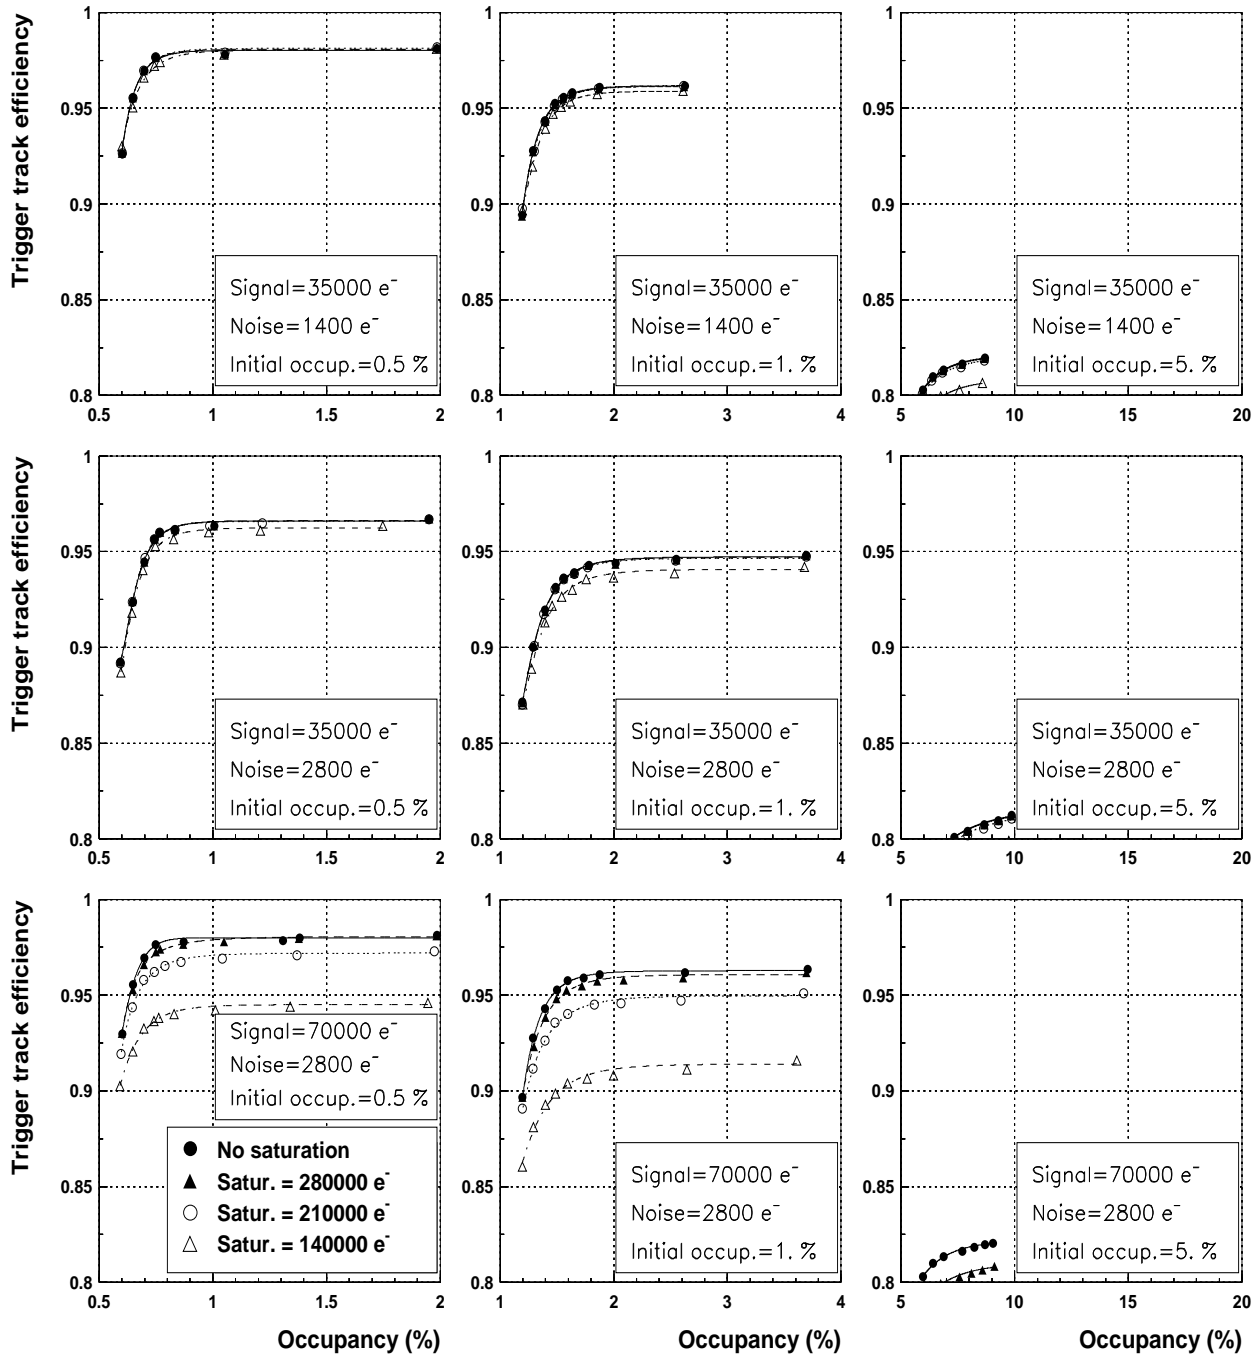 Trigger track efficiency
1
0.95
0.9
0.85
0.8
0.5
1
1.5
2
Signal=35000 e-
Noise=1400 e-
Initial occup.=0.5 %
1
0.95
0.9
0.85
0.8
1
2
3
4
Signal=35000 e-
Noise=1400 e-
Initial occup.=1. %
1
0.95
0.9
0.85
0.8
5
10
15
20
Signal=35000 e-
Noise=1400 e-
Initial occup.=5. %
Trigger track efficiency
1
0.95
0.9
0.85
0.8
0.5
1
1.5
2
Signal=35000 e-
Noise=2800 e-
Initial occup.=0.5 %
1
0.95
0.9
0.85
0.8
1
2
3
4
Signal=35000 e-
Noise=2800 e-
Initial occup.=1. %
1
0.95
0.9
0.85
0.8
5
10
15
20
Signal=35000 e-
Noise=2800 e-
Initial occup.=5. %
Trigger track efficiency
1
0.95
0.9
0.85
0.8
0.5
1
1.5
2
Signal=70000 e-
Noise=2800 e-
Initial occup.=0.5 %
No saturation
Satur. = 280000 e-
Satur. = 210000 e-
Satur. = 140000 e-
Occupancy (%)
1
0.95
0.9
0.85
0.8
1
2
3
4
Signal=70000 e-
Noise=2800 e-
Initial occup.=1. %
Occupancy (%)
1
0.95
0.9
0.85
0.8
5
10
15
20
Signal=70000 e-
Noise=2800 e-
Initial occup.=5. %
Occupancy (%)